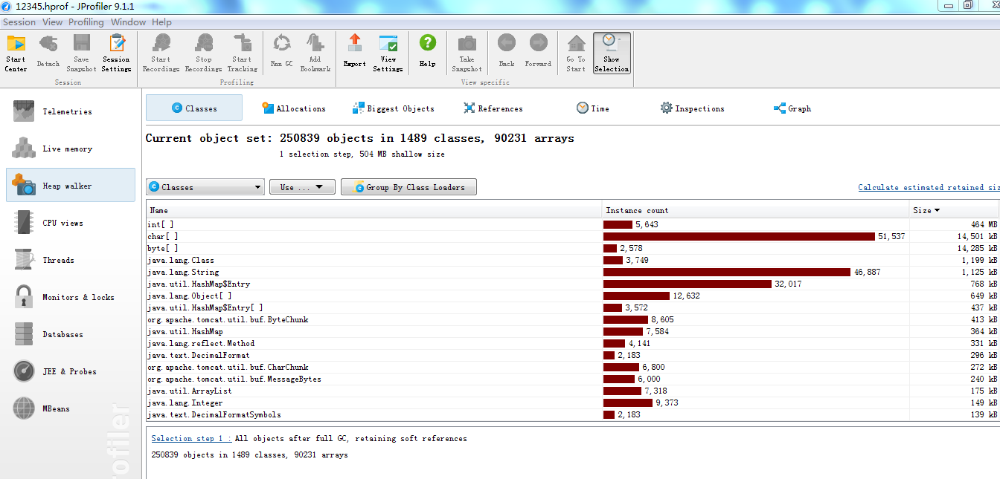 12345.hprof - JProfiler 9.1.1
Session View Profiling Window Help
Start Center
Detach
Save Snapshot
Session Settings
Start Recordings
Stop Recordings
Start Tracking
Run GC
Add Bookmark
Export
View Settings
Help
Take Snapshot
Back
Forward
Go To Start
Show Selection
Session
Profiling
View specific
Telemetries
Live memory
Heap walker
CPU views
Threads
Monitors & locks
Databases
JEE & Probes
MBeans
Classes
Allocations
Biggest Objects
References
Time
Inspections
Graph
Current object set: 250839 objects in 1489 classes, 90231 arrays
1 selection step, 504 MB shallow size
Classes
Use ...
Group By Class Loaders
Calculate estimated retained siz
Name Instance count Size
int[ ] 5,643 464 MB
char[ ] 51,537 14,501 kB
byte[ ] 2,578 14,285 kB
java.lang.Class 3,749 1,199 kB
java.lang.String 46,887 1,125 kB
java.util.HashMap$Entry 32,017 768 kB
java.lang.Object[ ] 12,632 649 kB
java.util.HashMap$Entry[ ] 3,572 437 kB
org.apache.tomcat.util.buf.ByteChunk 8,605 413 kB
java.util.HashMap 7,584 364 kB
java.lang.reflect.Method 4,141 331 kB
java.text.DecimalFormat 2,183 296 kB
org.apache.tomcat.util.buf.CharChunk 6,800 272 kB
org.apache.tomcat.util.buf.MessageBytes 6,000 240 kB
java.util.ArrayList 7,318 175 kB
java.lang.Integer 9,373 149 kB
java.text.DecimalFormatSymbols 2,183 139 kB
Selection step 1 : All objects after full GC, retaining soft references
250839 objects in 1489 classes, 90231 arrays
rofiler